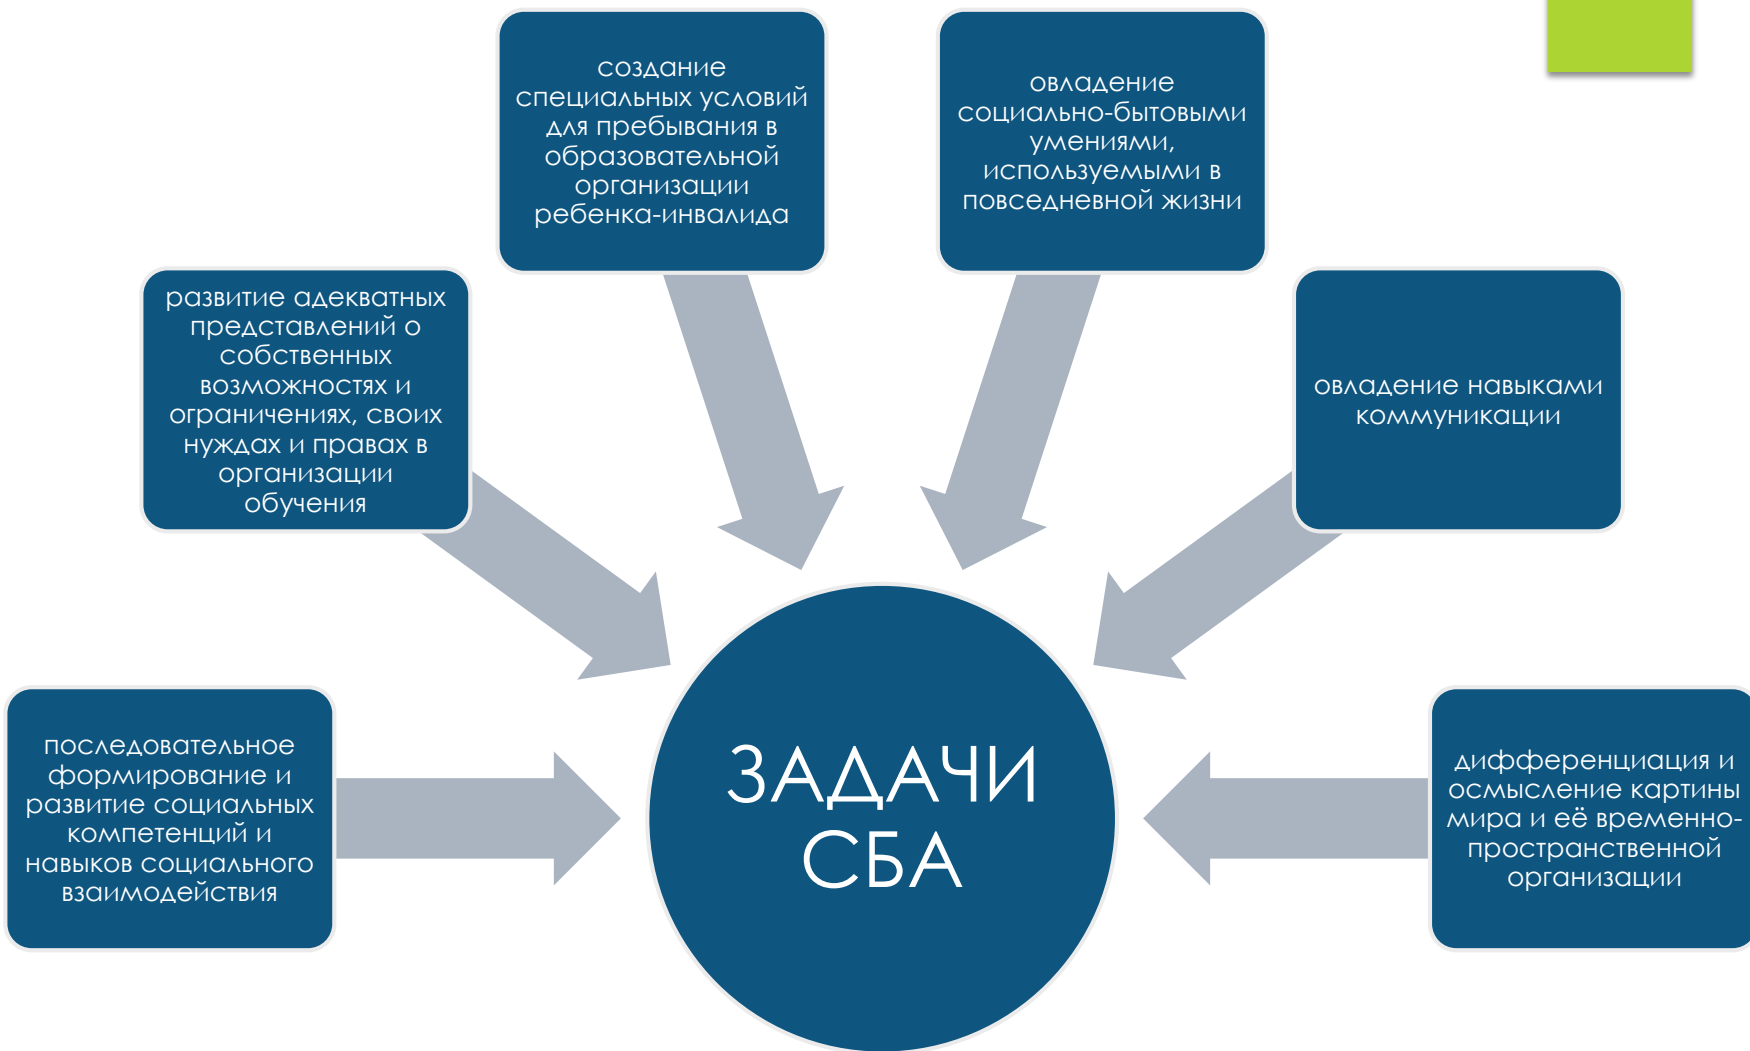 создание
специальных условий
для пребывания в
образовательной
организации
ребенка-инвалида
овладение
социально-бытовыми
умениями,
используемыми в
повседневной жизни
развитие адекватных
представлений о
собственных
возможностях и
ограничениях, своих
нуждах и правах в
организации
обучения
овладение навыками
коммуникации
последовательное
формирование и
развитие социальных
компетенций и
навыков социального
взаимодействия
ЗАДАЧИ
СБА
дифференциация и
осмысление картины
мира и её временно-
пространственной
организации